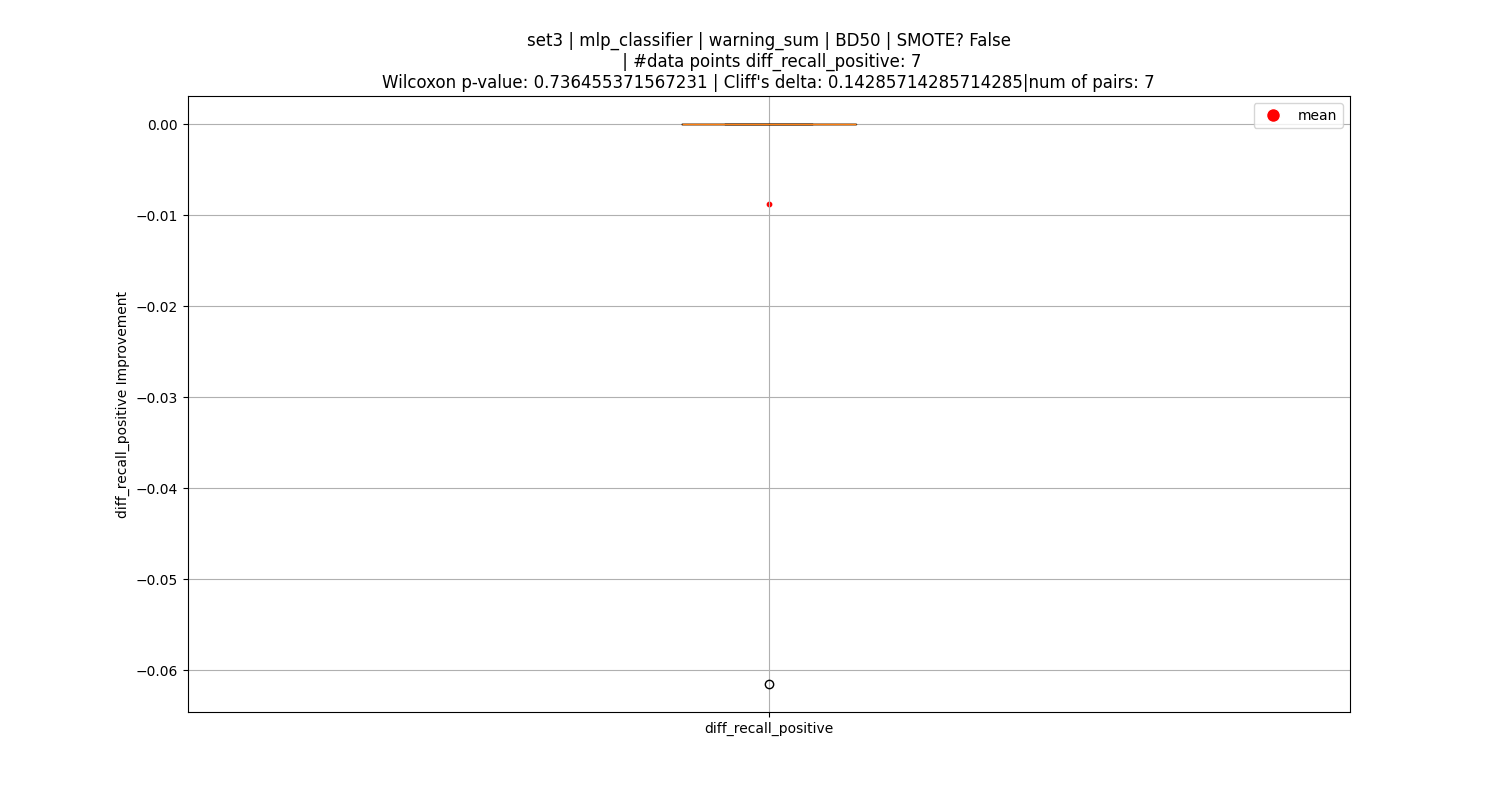 set3 | mlp_classifier | warning_sum | BD50 | SMOTE? False
| #data points diff_recall_positive: 7
Wilcoxon p-value: 0.736455371567231 | Cliff's delta: 0.14285714285714285|num of pairs: 7
mean
0.00
−0.01
−0.02
−0.03
−0.04
−0.05
−0.06
diff_recall_positive Improvement
diff_recall_positive